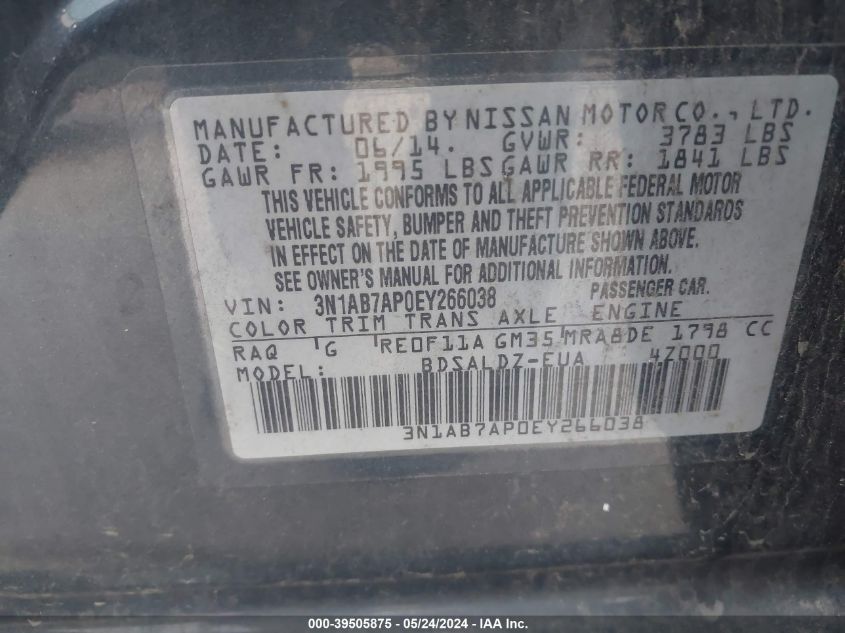 MANUFACTURED BY NISSAN MOTOR CO., LTD.
DATE: 06/14. GVWR: 3783 LBS
GAWR FR: 1995 LBS GAWR RR: 1841 LBS
THIS VEHICLE CONFORMS TO ALL APPLICABLE FEDERAL MOTOR
VEHICLE SAFETY, BUMPER AND THEFT PREVENTION STANDARDS
IN EFFECT ON THE DATE OF MANUFACTURE SHOWN ABOVE.
SEE OWNER'S MANUAL FOR ADDITIONAL INFORMATION.
VIN: 3N1AB7AP0EY266038 PASSENGER CAR.
COLOR TRIM TRANS AXLE ENGINE
RAQ G RE0F11A GM35 MRA8DE 1798 CC
MODEL: BDSALDZ-EUA 4Z000
3N1AB7AP0EY266038
000-39505875 - 05/24/2024 - IAA Inc.